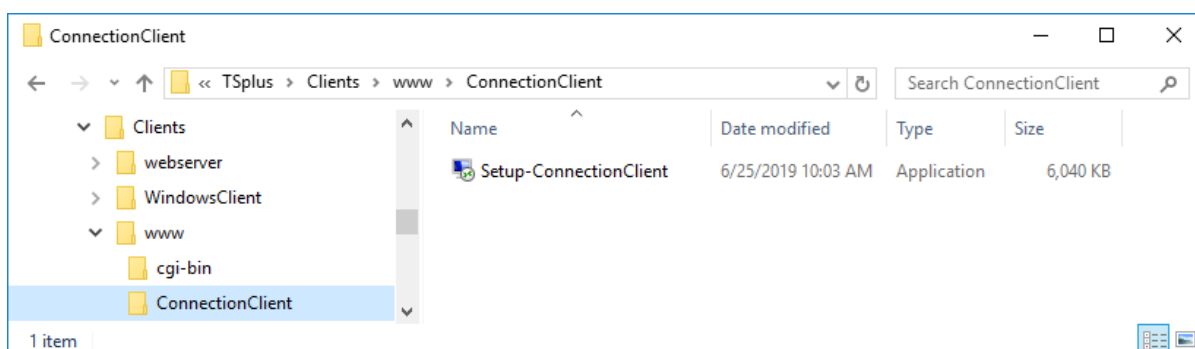 ConnectionClient
« TSplus > Clients > www > ConnectionClient
Search ConnectionClient
Clients
webserver
WindowsClient
www
cgi-bin
ConnectionClient
Name Date modified Type Size
Setup-ConnectionClient 6/25/2019 10:03 AM Application 6,040 KB
1 item